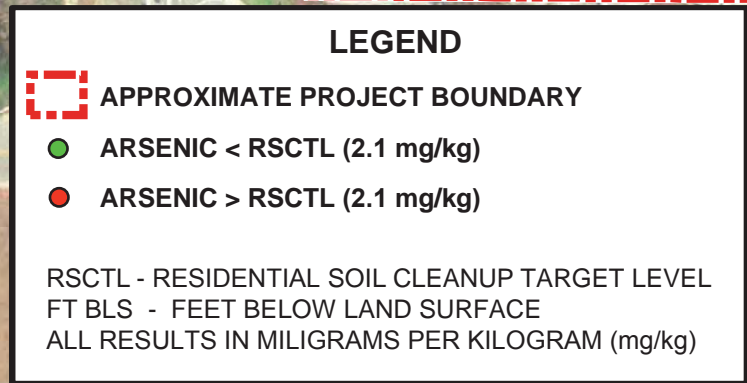 LEGEND
APPROXIMATE PROJECT BOUNDARY
ARSENIC < RSCTL (2.1 mg/kg)
ARSENIC > RSCTL (2.1 mg/kg)
RSCTL - RESIDENTIAL SOIL CLEANUP TARGET LEVEL
FT BLS - FEET BELOW LAND SURFACE
ALL RESULTS IN MILIGRAMS PER KILOGRAM (mg/kg)